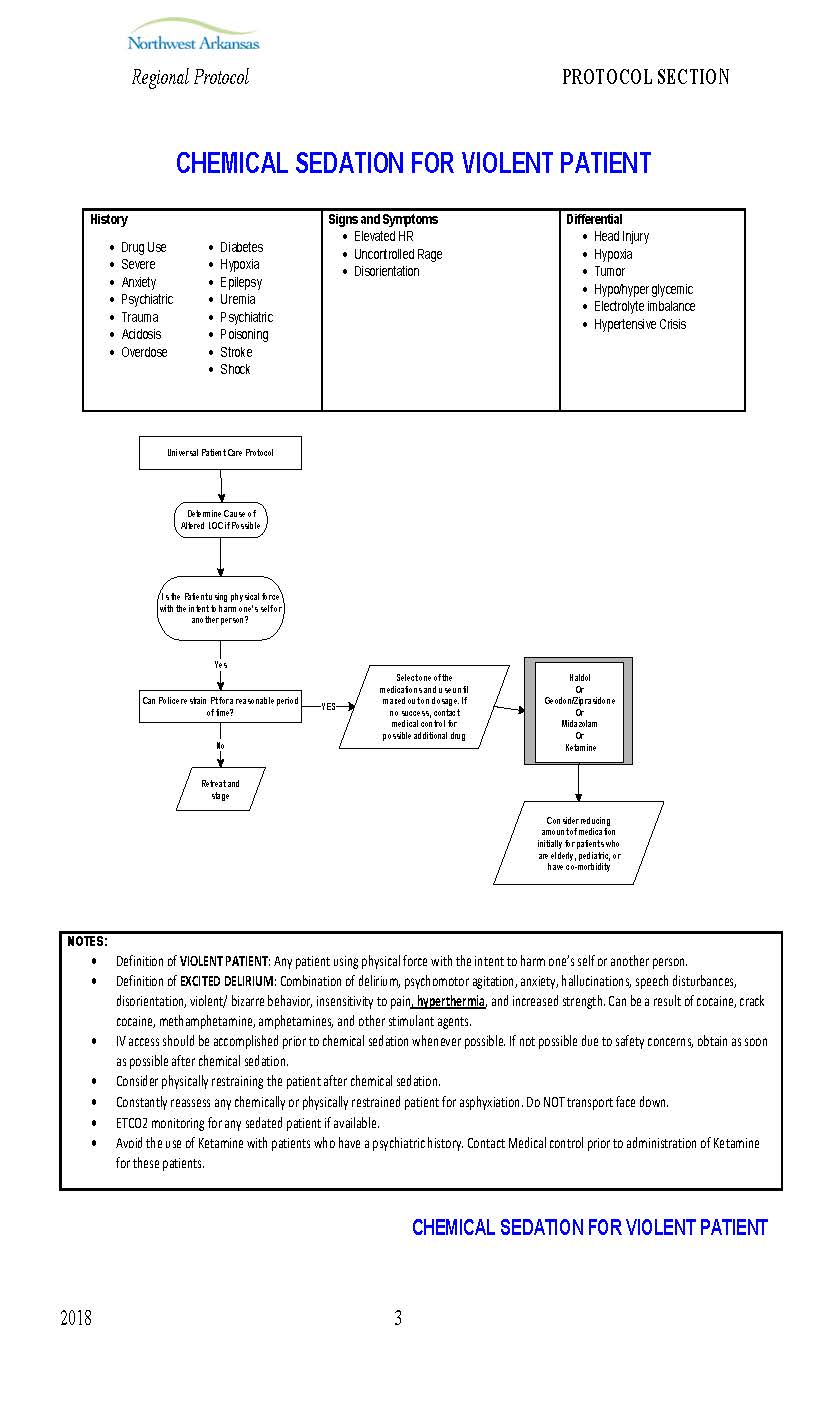 Northwest Arkansas
Regional Protocol
PROTOCOL SECTION
CHEMICAL SEDATION FOR VIOLENT PATIENT
History
• Drug Use
• Severe
• Anxiety
• Psychiatric
• Trauma
• Acidosis
• Overdose
• Diabetes
• Hypoxia
• Epilepsy
• Uremia
• Psychiatric
• Poisoning
• Stroke
• Shock
Signs and Symptoms
• Elevated HR
• Uncontrolled Rage
• Disorientation
Differential
• Head Injury
• Hypoxia
• Tumor
• Hypo/hyper glycemic
• Electrolyte imbalance
• Hypertensive Crisis
Universal Patient Care Protocol
Determine Cause of
Altered LOC if Possible
Is the Patient using physical force
with the intent to harm one's self or
another person?
Yes
Can Police restrain Pt for a reasonable period
of time?
YES
No
Retreat and
stage
Select one of the
medications and use until
maxed out on dosage. If
no success, contact
medical control for
possible additional drug
Haldol
Or
Geodon/Ziprasidone
Or
Midazolam
Or
Ketamine
Consider reducing
amount of medication
initially for patients who
are elderly, pediatric, or
have co-morbidity
NOTES:
• Definition of VIOLENT PATIENT: Any patient using physical force with the intent to harm one's self or another person.
• Definition of EXCITED DELIRIUM: Combination of delirium, psychomotor agitation, anxiety, hallucinations, speech disturbances,
disorientation, violent/ bizarre behavior, insensitivity to pain, hyperthermia, and increased strength. Can be a result of cocaine, crack
cocaine, methamphetamine, amphetamines, and other stimulant agents.
• IV access should be accomplished prior to chemical sedation whenever possible. If not possible due to safety concerns, obtain as soon
as possible after chemical sedation.
• Consider physically restraining the patient after chemical sedation.
• Constantly reassess any chemically or physically restrained patient for asphyxiation. Do NOT transport face down.
• ETCO2 monitoring for any sedated patient if available.
• Avoid the use of Ketamine with patients who have a psychiatric history. Contact Medical control prior to administration of Ketamine
for these patients.
CHEMICAL SEDATION FOR VIOLENT PATIENT
2018
3